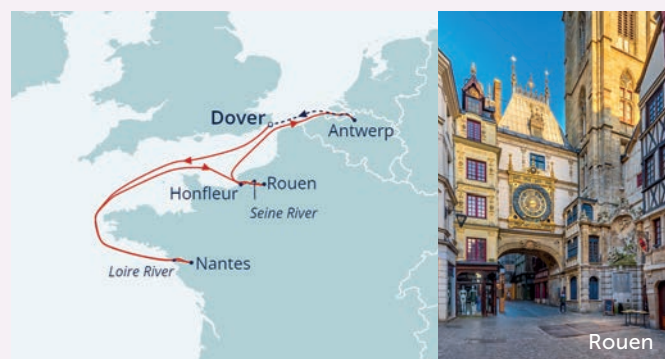 Dover
Antwerp
Honfleur
Rouen
Seine River
Loire River
Nantes
Rouen